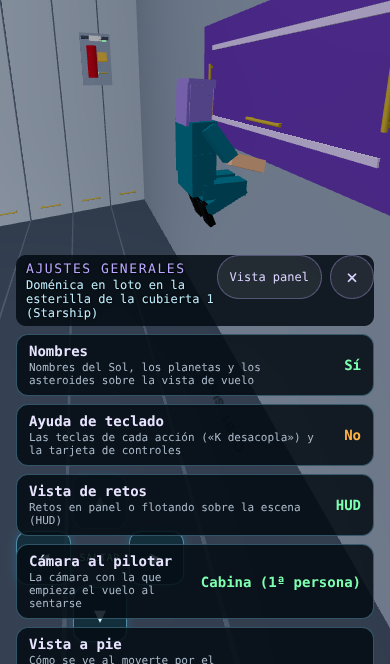 AJUSTES GENERALES
Doménica en loto en la
esterilla de la cubierta 1
(Starship)
Vista panel
✕
Nombres
Nombres del Sol, los planetas y los
asteroides sobre la vista de vuelo
Sí
Ayuda de teclado
Las teclas de cada acción («K desacopla») y
la tarjeta de controles
No
Vista de retos
Retos en panel o flotando sobre la escena
(HUD)
HUD
Cámara al pilotar
La cámara con la que
empieza el vuelo al
sentarse
Cabina (1ª persona)
Vista a pie
Cómo se ve al moverte por el